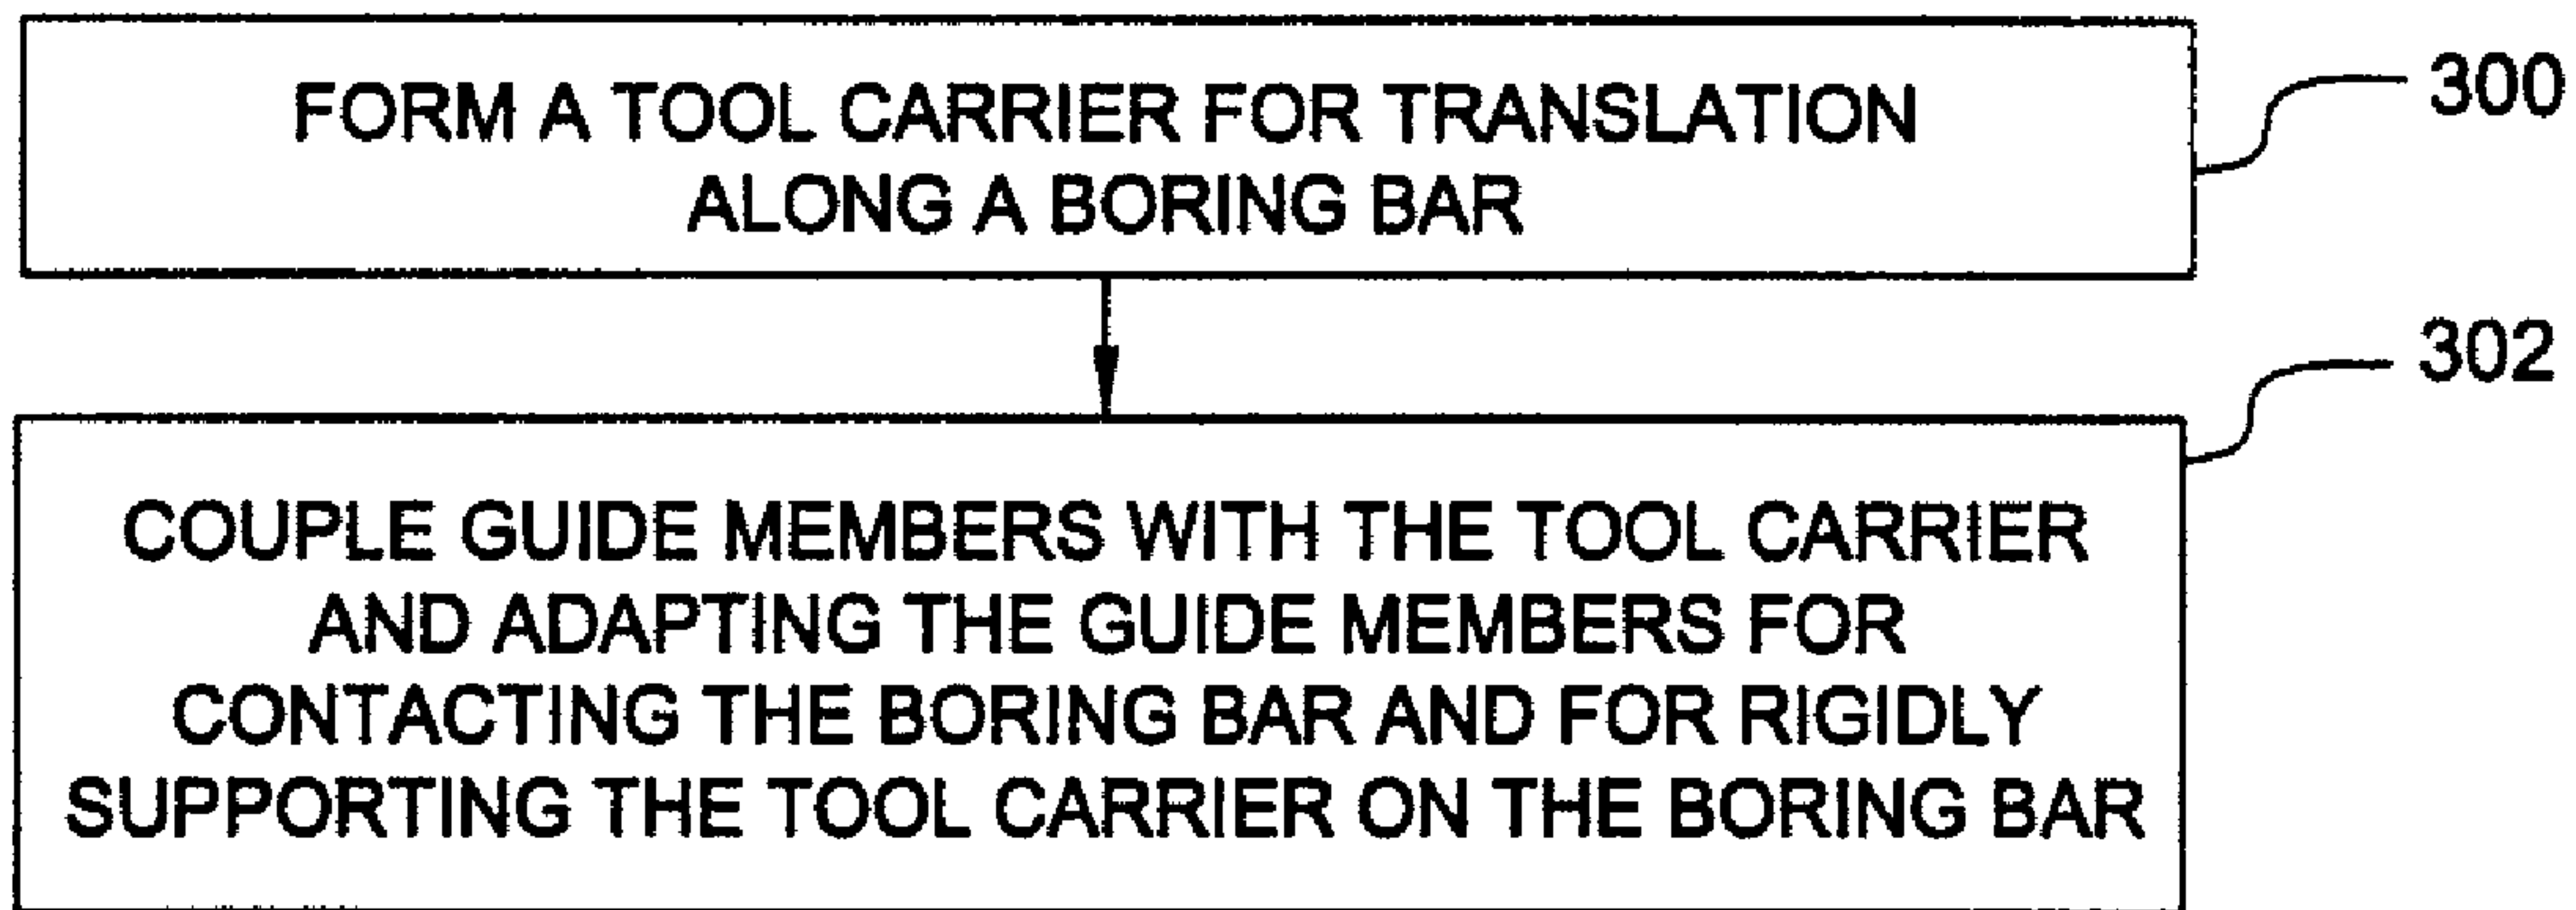 FORM A TOOL CARRIER FOR TRANSLATION
ALONG A BORING BAR
300
302
COUPLE GUIDE MEMBERS WITH THE TOOL CARRIER
AND ADAPTING THE GUIDE MEMBERS FOR
CONTACTING THE BORING BAR AND FOR RIGIDLY
SUPPORTING THE TOOL CARRIER ON THE BORING BAR